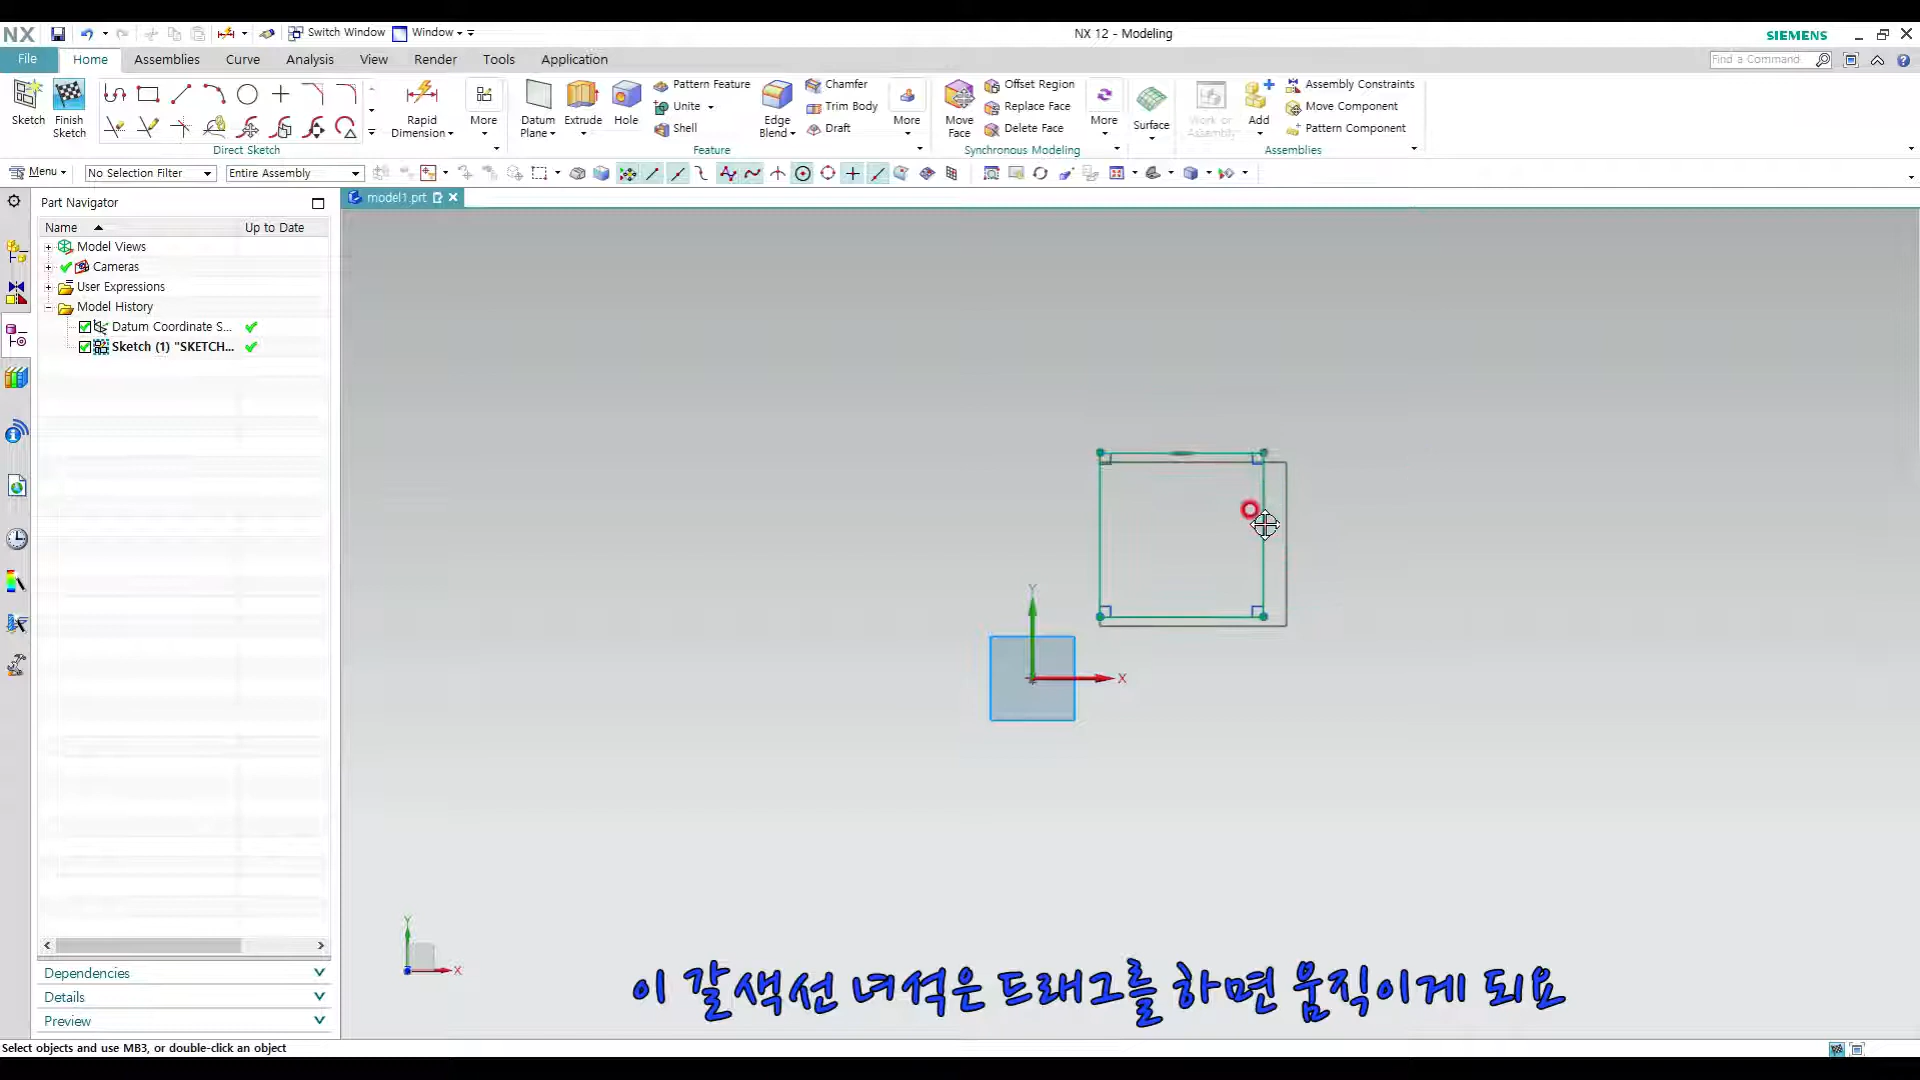 NX
Switch Window
Window
NX 12 - Modeling
SIEMENS
File
Home
Assemblies
Curve
Analysis
View
Render
Tools
Application
Find a Command
Sketch
Finish
Sketch
Rapid
Dimension
More
Direct Sketch
Datum
Plane
Extrude
Hole
Pattern Feature
Unite
Shell
Edge
Blend
Chamfer
Trim Body
Draft
More
Feature
Move
Face
Offset Region
Replace Face
Delete Face
More
Synchronous Modeling
Surface
Work on
Assembly
Add
Assembly Constraints
Move Component
Pattern Component
Assemblies
Menu
No Selection Filter
Entire Assembly
model1.prt
Part Navigator
Name
Up to Date
Model Views
Cameras
User Expressions
Model History
Datum Coordinate S...
Sketch (1) "SKETCH...
Y
X
Y
X
Dependencies
Details
Preview
이 갈색선 녀석은 드래그를 하면 움직이게 되요
Select objects and use MB3, or double-click an object